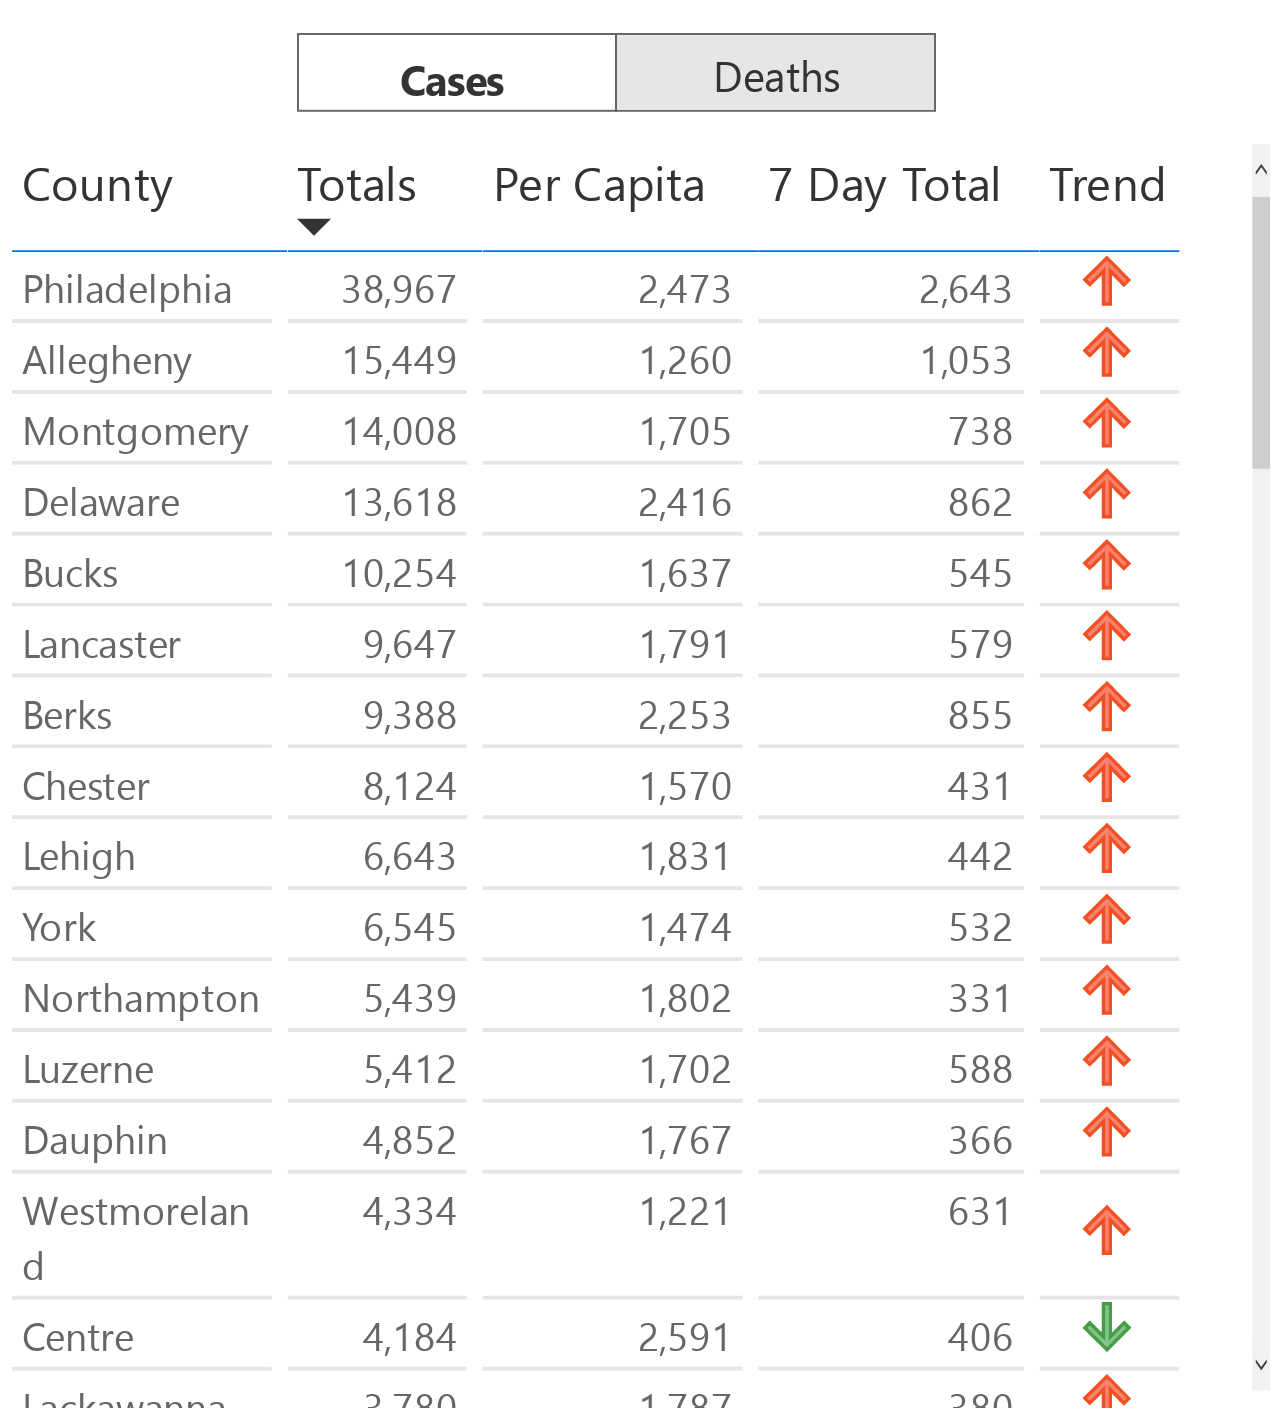 Cases Deaths
County Totals Per Capita 7 Day Total Trend
Philadelphia 38,967 2,473 2,643
Allegheny 15,449 1,260 1,053
Montgomery 14,008 1,705 738
Delaware 13,618 2,416 862
Bucks 10,254 1,637 545
Lancaster 9,647 1,791 579
Berks 9,388 2,253 855
Chester 8,124 1,570 431
Lehigh 6,643 1,831 442
York 6,545 1,474 532
Northampton 5,439 1,802 331
Luzerne 5,412 1,702 588
Dauphin 4,852 1,767 366
Westmorelan 4,334 1,221 631
d
Centre 4,184 2,591 406
Lackawanna 3,780 1,787 380